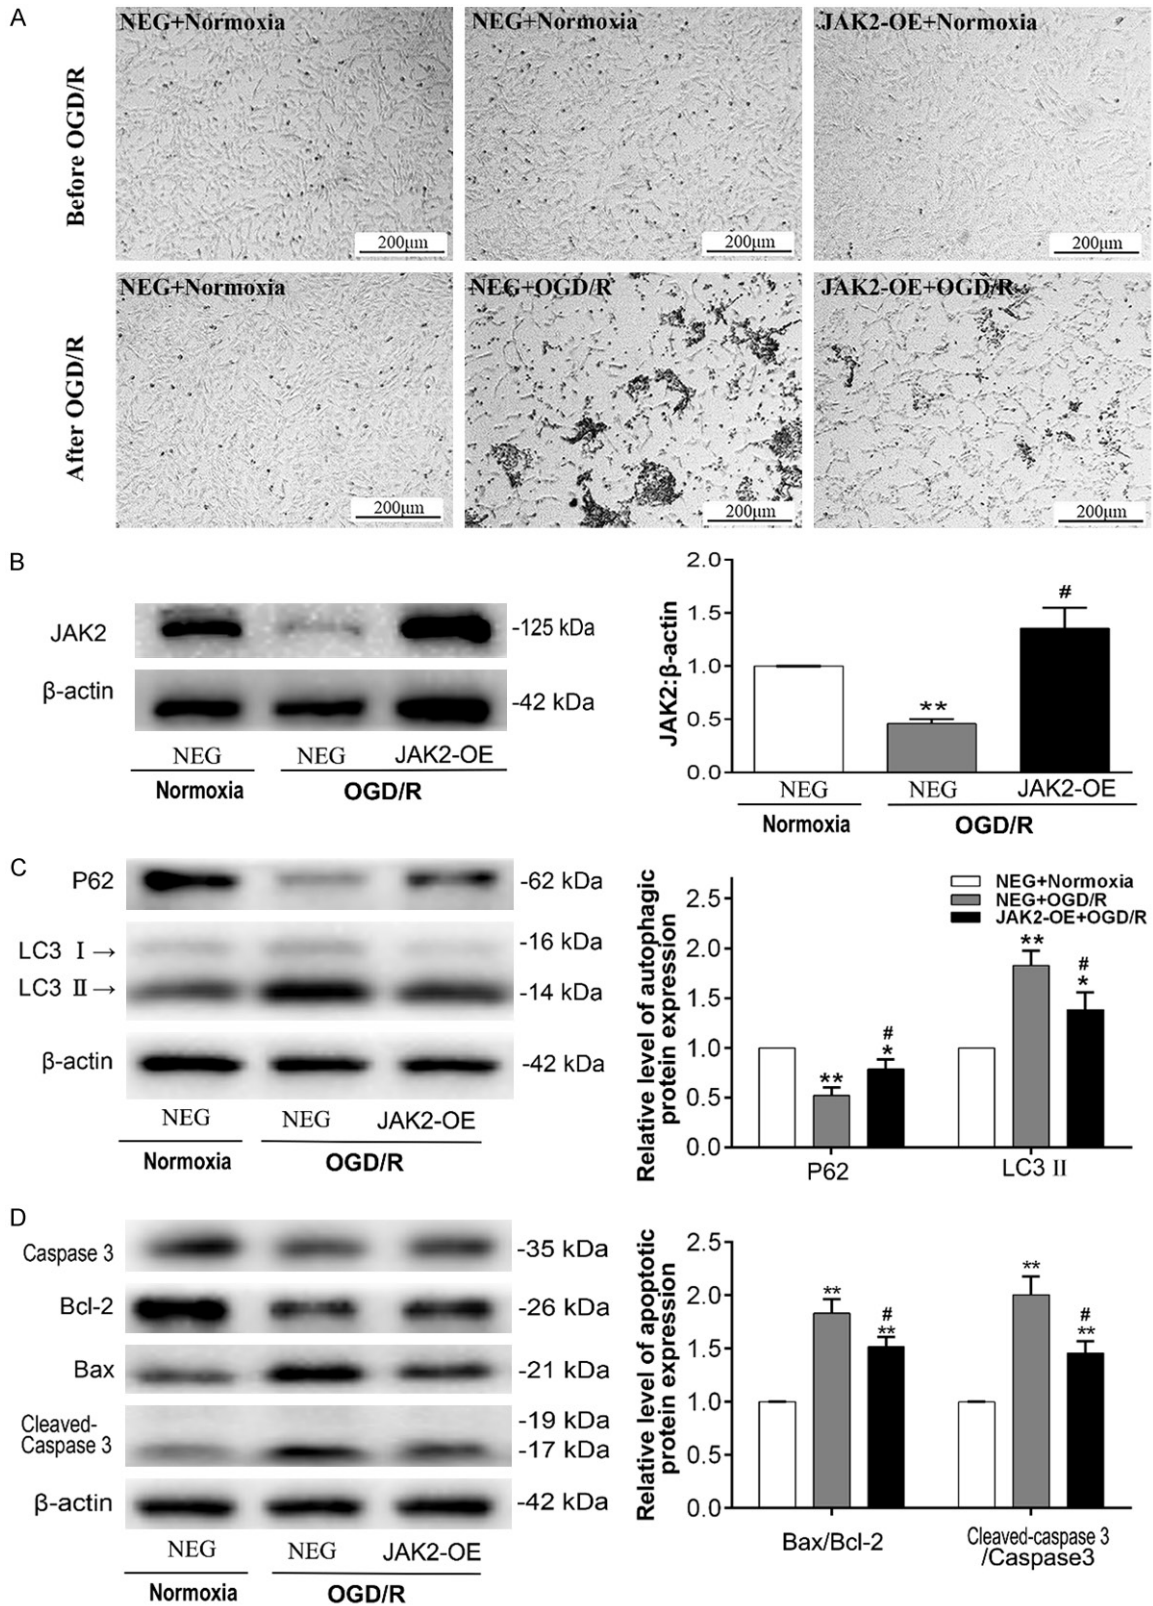 A
Before OGD/R
NEG+Normoxia
NEG+Normoxia
JAK2-OE+Normoxia
200μm
200μm
200μm
After OGD/R
NEG+Normoxia
NEG+OGD/R
JAK2-OE+OGD/R
200μm
200μm
200μm
B
JAK2
-125 kDa
β-actin
-42 kDa
NEG NEG JAK2-OE
Normoxia OGD/R
JAK2:β-actin
2.0
1.5
1.0
0.5
0.0
**
#
NEG NEG JAK2-OE
Normoxia OGD/R
C
P62
-62 kDa
LC3 I →
-16 kDa
LC3 II →
-14 kDa
β-actin
-42 kDa
NEG NEG JAK2-OE
Normoxia OGD/R
Relative level of autophagic
protein expression
2.5
2.0
1.5
1.0
0.5
0.0
NEG+Normoxia
NEG+OGD/R
JAK2-OE+OGD/R
**
#
*
**
#
*
P62 LC3 II
D
Caspase 3
-35 kDa
Bcl-2
-26 kDa
Bax
-21 kDa
Cleaved-
Caspase 3
-19 kDa
-17 kDa
β-actin
-42 kDa
NEG NEG JAK2-OE
Normoxia OGD/R
Relative level of apoptotic
protein expression
2.5
2.0
1.5
1.0
0.5
0.0
**
#
**
**
#
**
Bax/Bcl-2
Cleaved-caspase 3
/Caspase3